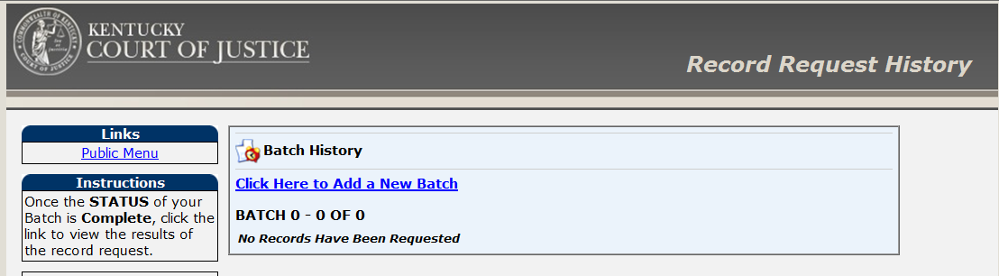 KENTUCKY
COURT OF JUSTICE
Record Request History
Links
Public Menu
Instructions
Once the STATUS of your
Batch is Complete, click the
link to view the results of
the record request.
Batch History
Click Here to Add a New Batch
BATCH 0 - 0 OF 0
No Records Have Been Requested